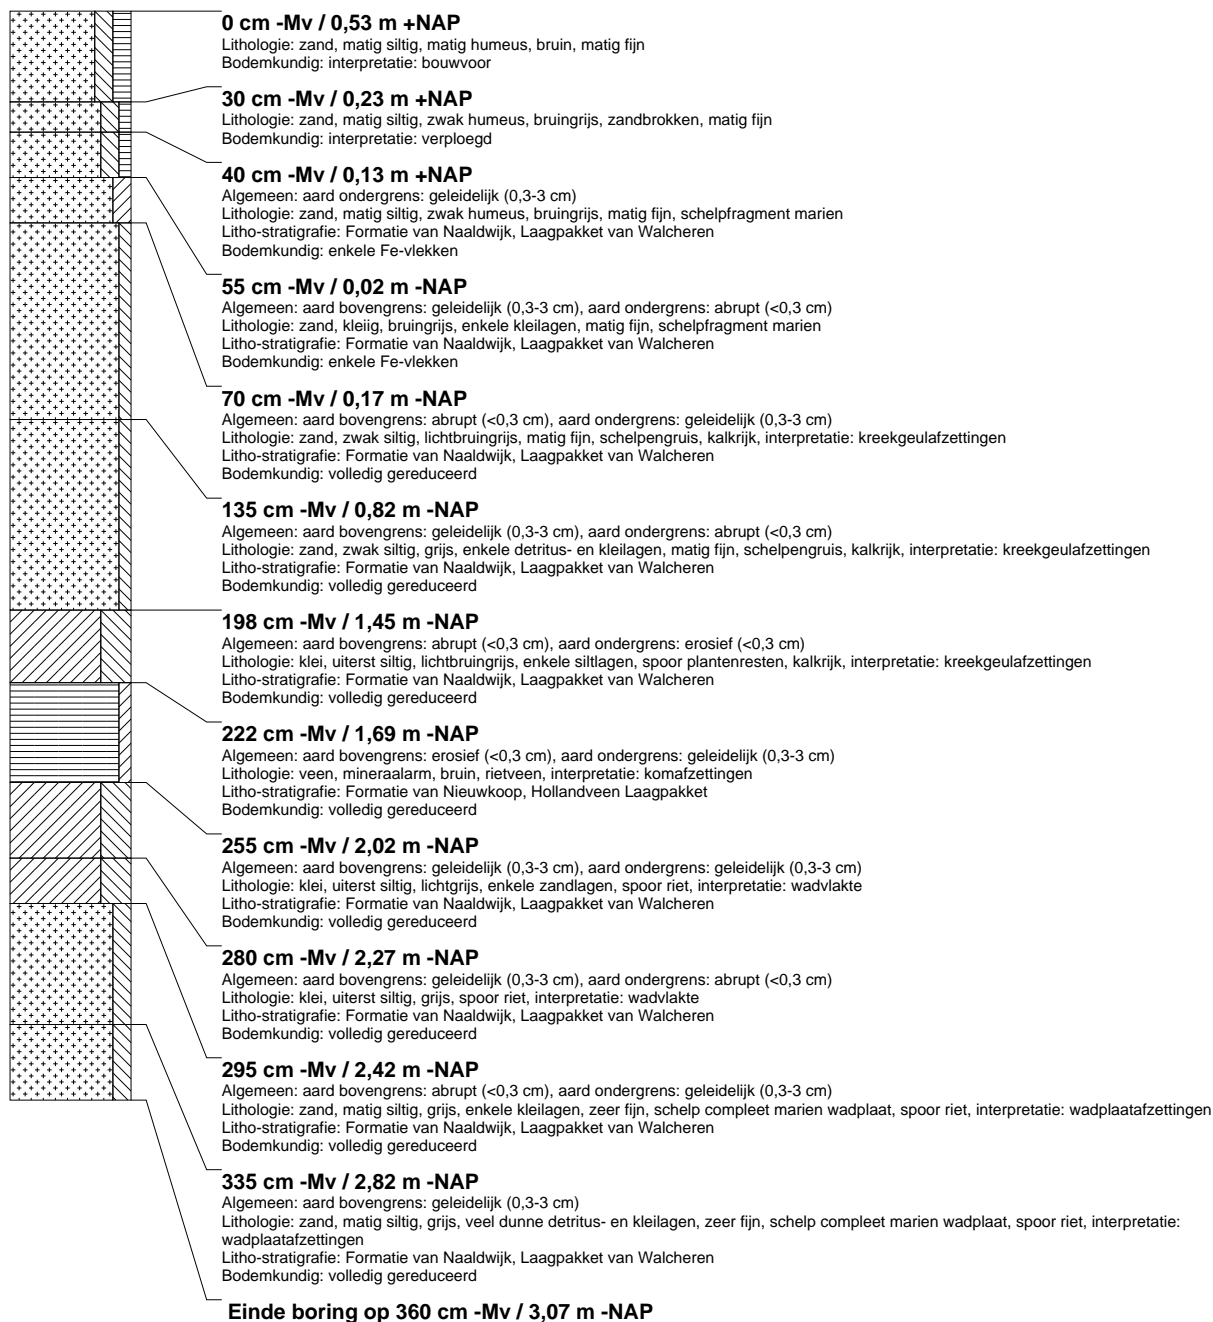 0 cm -Mv / 0,53 m +NAP
Lithologie: zand, matig siltig, matig humeus, bruin, matig fijn
Bodemkundig: interpretatie: bouwvoor
30 cm -Mv / 0,23 m +NAP
Lithologie: zand, matig siltig, zwak humeus, bruingrijs, zandbrokken, matig fijn
Bodemkundig: interpretatie: verploegd
40 cm -Mv / 0,13 m +NAP
Algemeen: aard ondergrens: geleidelijk (0,3-3 cm)
Lithologie: zand, matig siltig, zwak humeus, bruingrijs, matig fijn, schelpfragment marien
Litho-stratigrafie: Formatie van Naaldwijk, Laagpakket van Walcheren
Bodemkundig: enkele Fe-vlekken
55 cm -Mv / 0,02 m -NAP
Algemeen: aard bovengrens: geleidelijk (0,3-3 cm), aard ondergrens: abrupt (<0,3 cm)
Lithologie: zand, kleiig, bruingrijs, enkele kleilagen, matig fijn, schelpfragment marien
Litho-stratigrafie: Formatie van Naaldwijk, Laagpakket van Walcheren
Bodemkundig: enkele Fe-vlekken
70 cm -Mv / 0,17 m -NAP
Algemeen: aard bovengrens: abrupt (<0,3 cm), aard ondergrens: geleidelijk (0,3-3 cm)
Lithologie: zand, zwak siltig, lichtbruingrijs, matig fijn, schelpengruis, kalkrijk, interpretatie: kreekgeulafzettingen
Litho-stratigrafie: Formatie van Naaldwijk, Laagpakket van Walcheren
Bodemkundig: volledig gereduceerd
135 cm -Mv / 0,82 m -NAP
Algemeen: aard bovengrens: geleidelijk (0,3-3 cm), aard ondergrens: abrupt (<0,3 cm)
Lithologie: zand, zwak siltig, grijs, enkele detritus- en kleilagen, matig fijn, schelpengruis, kalkrijk, interpretatie: kreekgeulafzettingen
Litho-stratigrafie: Formatie van Naaldwijk, Laagpakket van Walcheren
Bodemkundig: volledig gereduceerd
198 cm -Mv / 1,45 m -NAP
Algemeen: aard bovengrens: abrupt (<0,3 cm), aard ondergrens: erosief (<0,3 cm)
Lithologie: klei, uiterst siltig, lichtbruingrijs, enkele siltlagen, spoor plantenresten, kalkrijk, interpretatie: kreekgeulafzettingen
Litho-stratigrafie: Formatie van Naaldwijk, Laagpakket van Walcheren
Bodemkundig: volledig gereduceerd
222 cm -Mv / 1,69 m -NAP
Algemeen: aard bovengrens: erosief (<0,3 cm), aard ondergrens: geleidelijk (0,3-3 cm)
Lithologie: veen, mineraalarm, bruin, rietveen, interpretatie: komafzettingen
Litho-stratigrafie: Formatie van Nieuwkoop, Hollandveen Laagpakket
Bodemkundig: volledig gereduceerd
255 cm -Mv / 2,02 m -NAP
Algemeen: aard bovengrens: geleidelijk (0,3-3 cm), aard ondergrens: geleidelijk (0,3-3 cm)
Lithologie: klei, uiterst siltig, lichtgrijs, enkele zandlagen, spoor riet, interpretatie: wadvlakte
Litho-stratigrafie: Formatie van Naaldwijk, Laagpakket van Walcheren
Bodemkundig: volledig gereduceerd
280 cm -Mv / 2,27 m -NAP
Algemeen: aard bovengrens: geleidelijk (0,3-3 cm), aard ondergrens: abrupt (<0,3 cm)
Lithologie: klei, uiterst siltig, grijs, spoor riet, interpretatie: wadvlakte
Litho-stratigrafie: Formatie van Naaldwijk, Laagpakket van Walcheren
Bodemkundig: volledig gereduceerd
295 cm -Mv / 2,42 m -NAP
Algemeen: aard bovengrens: abrupt (<0,3 cm), aard ondergrens: geleidelijk (0,3-3 cm)
Lithologie: zand, matig siltig, grijs, enkele kleilagen, zeer fijn, schelp compleet marien wadplaat, spoor riet, interpretatie: wadplaatafzettingen
Litho-stratigrafie: Formatie van Naaldwijk, Laagpakket van Walcheren
Bodemkundig: volledig gereduceerd
335 cm -Mv / 2,82 m -NAP
Algemeen: aard bovengrens: geleidelijk (0,3-3 cm)
Lithologie: zand, matig siltig, grijs, veel dunne detritus- en kleilagen, zeer fijn, schelp compleet marien wadplaat, spoor riet, interpretatie:
wadplaatafzettingen
Litho-stratigrafie: Formatie van Naaldwijk, Laagpakket van Walcheren
Bodemkundig: volledig gereduceerd
Einde boring op 360 cm -Mv / 3,07 m -NAP